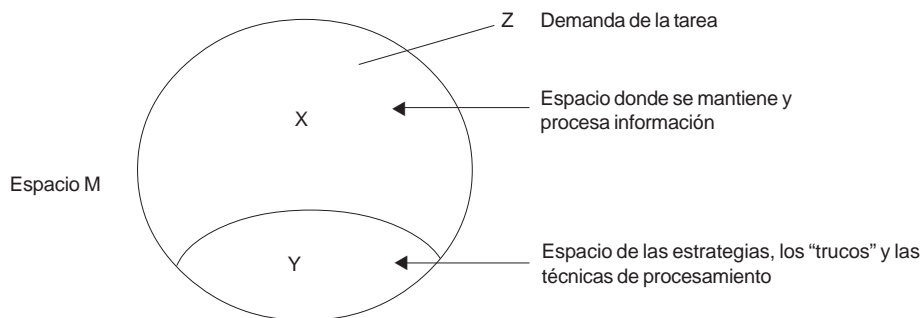 Z Demanda de la tarea
Espacio donde se mantiene y
procesa información
X
Espacio M
Y
Espacio de las estrategias, los “trucos” y las
técnicas de procesamiento